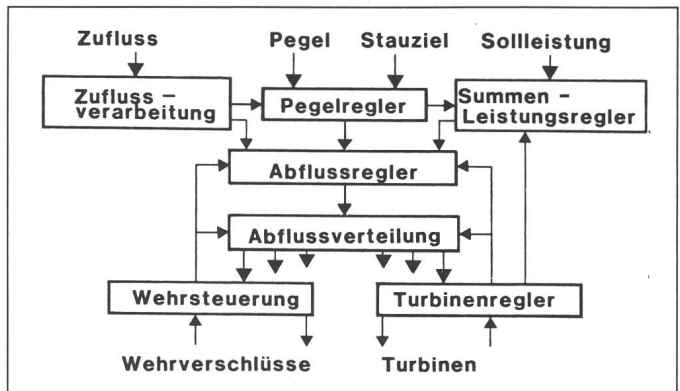 Zufluss
Pegel
Stauziel
Sollleistung
Zufluss –
verarbeitung
Pegelregler
Summen –
Leistungsregler
Abflussregler
Abflussverteilung
Wehrsteuerung
Turbinenregler
Wehrverschlüsse
Turbinen